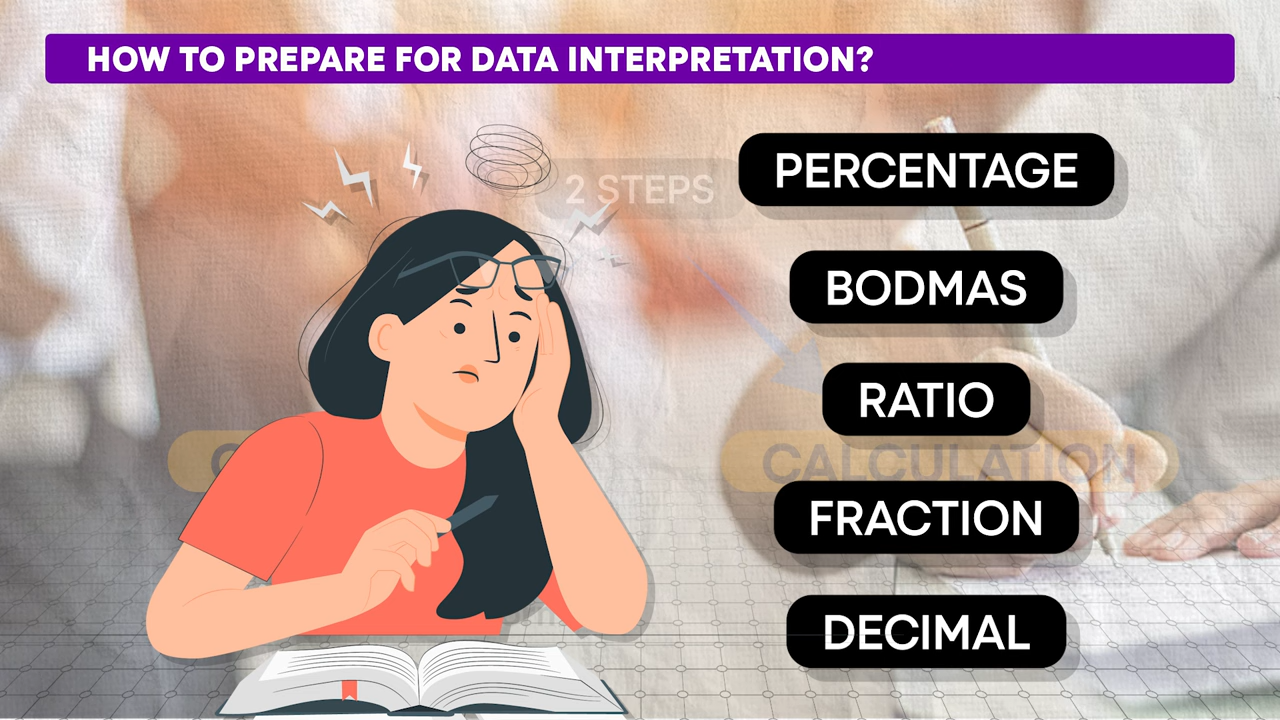 HOW TO PREPARE FOR DATA INTERPRETATION?
2 STEPS
PERCENTAGE
BODMAS
RATIO
CALCULATION
FRACTION
DECIMAL